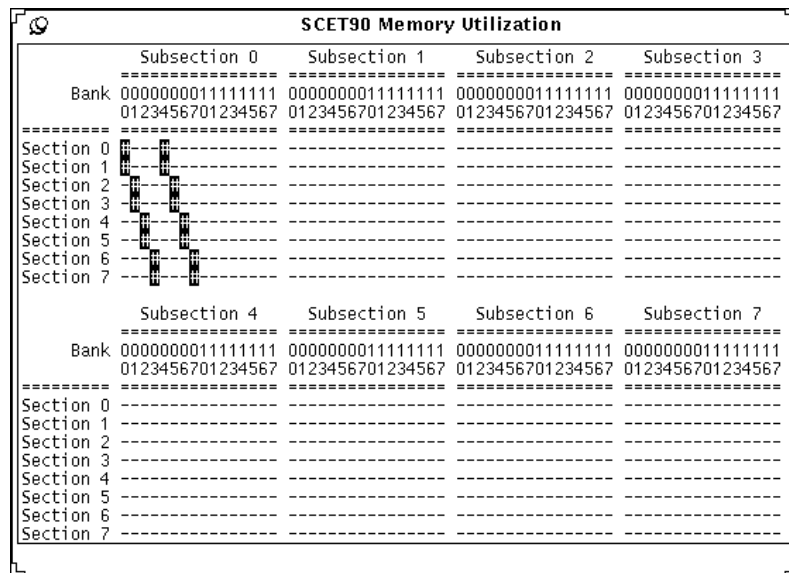 SCET90 Memory Utilization
Subsection 0 Subsection 1 Subsection 2 Subsection 3
================ ================ ================ ================
Bank 0000000011111111 0000000011111111 0000000011111111 0000000011111111
0123456701234567 0123456701234567 0123456701234567 0123456701234567
========= ================ ================ ================ ================
Section 0 #---#----------- ---------------- ---------------- ----------------
Section 1 #---#----------- ---------------- ---------------- ----------------
Section 2 -#---#---------- ---------------- ---------------- ----------------
Section 3 -#---#---------- ---------------- ---------------- ----------------
Section 4 --#---#--------- ---------------- ---------------- ----------------
Section 5 --#---#--------- ---------------- ---------------- ----------------
Section 6 ---#---#-------- ---------------- ---------------- ----------------
Section 7 ---#---#-------- ---------------- ---------------- ----------------
Subsection 4 Subsection 5 Subsection 6 Subsection 7
================ ================ ================ ================
Bank 0000000011111111 0000000011111111 0000000011111111 0000000011111111
0123456701234567 0123456701234567 0123456701234567 0123456701234567
========= ================ ================ ================ ================
Section 0 ---------------- ---------------- ---------------- ----------------
Section 1 ---------------- ---------------- ---------------- ----------------
Section 2 ---------------- ---------------- ---------------- ----------------
Section 3 ---------------- ---------------- ---------------- ----------------
Section 4 ---------------- ---------------- ---------------- ----------------
Section 5 ---------------- ---------------- ---------------- ----------------
Section 6 ---------------- ---------------- ---------------- ----------------
Section 7 ---------------- ---------------- ---------------- ----------------